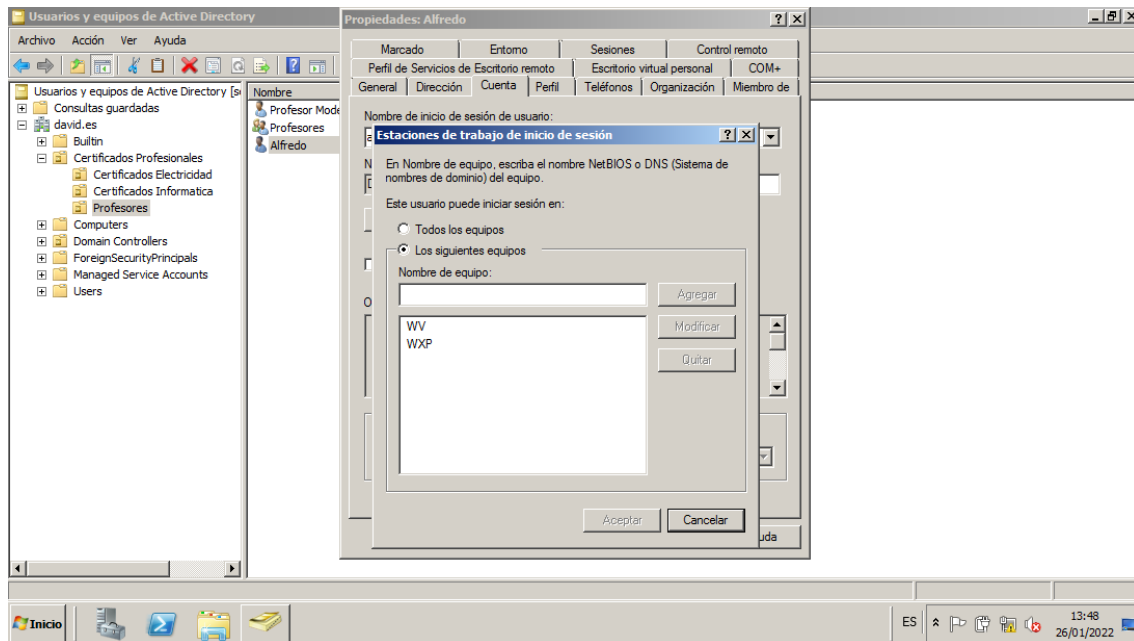 Usuarios y equipos de Active Directory
Archivo Acción Ver Ayuda
Usuarios y equipos de Active Directory [s
Consultas guardadas
david.es
Builtin
Certificados Profesionales
Certificados Electricidad
Certificados Informatica
Profesores
Computers
Domain Controllers
ForeignSecurityPrincipals
Managed Service Accounts
Users
Nombre
Profesor Mode
Profesores
Alfredo
Propiedades: Alfredo
Marcado Entorno Sesiones Control remoto
Perfil de Servicios de Escritorio remoto Escritorio virtual personal COM+
General Dirección Cuenta Perfil Teléfonos Organización Miembro de
Nombre de inicio de sesión de usuario:
Estaciones de trabajo de inicio de sesión
En Nombre de equipo, escriba el nombre NetBIOS o DNS (Sistema de
nombres de dominio) del equipo.
Este usuario puede iniciar sesión en:
Todos los equipos
Los siguientes equipos
Nombre de equipo:
Agregar
WV
WXP
Modificar
Quitar
Aceptar Cancelar
uda
Inicio
ES
13:48
26/01/2022